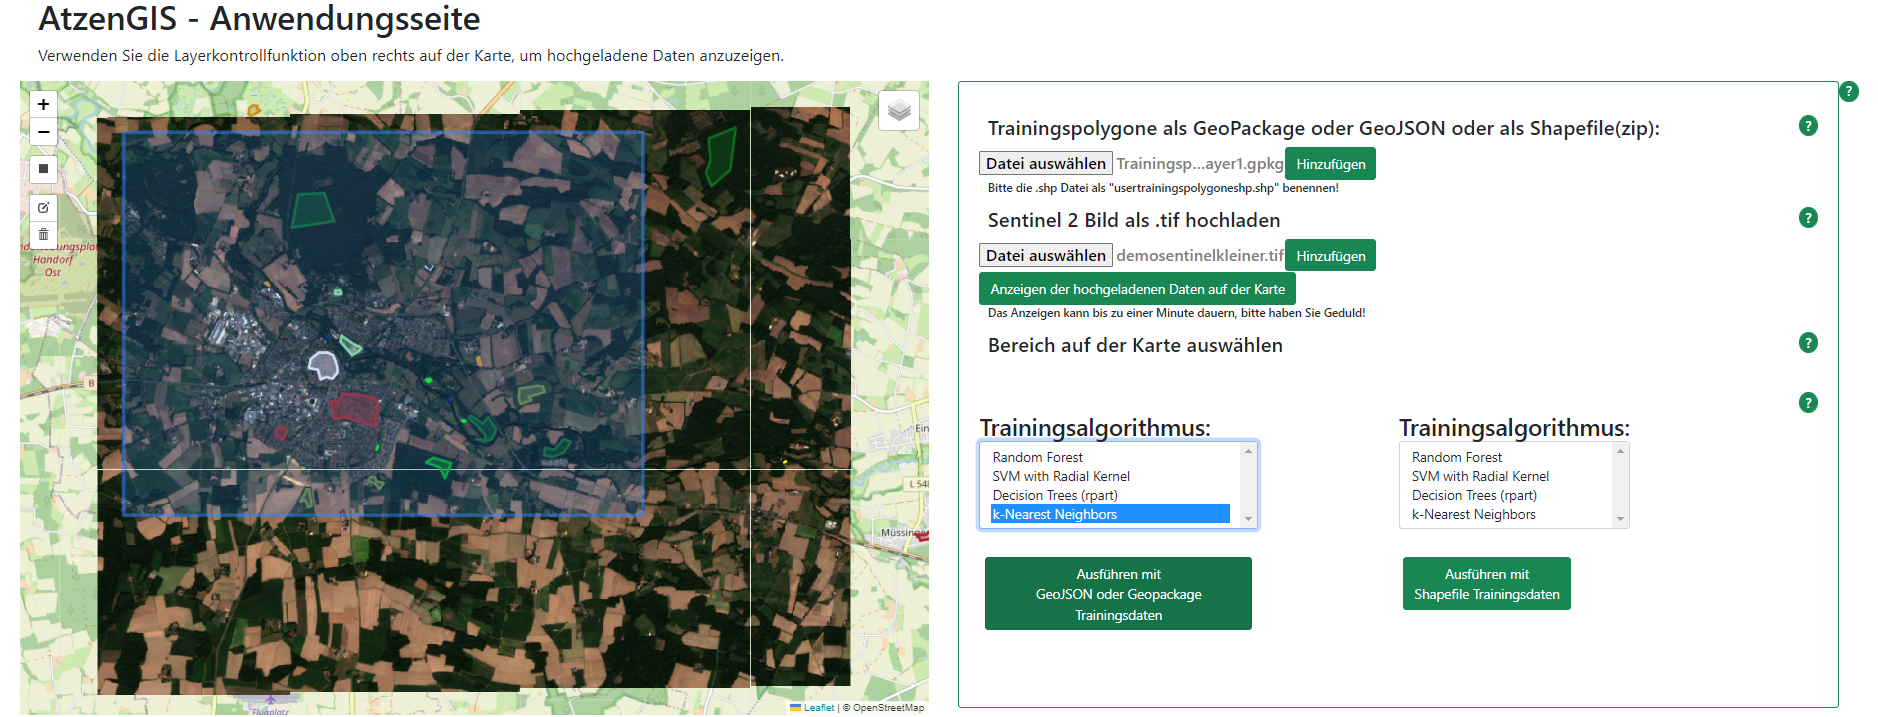 AtzenGIS - Anwendungsseite
Verwenden Sie die Layerkontrollfunktion oben rechts auf der Karte, um hochgeladene Daten anzuzeigen.
+
−
Handorf
Ost
B
L 54
Müssingen
Flugplatz
Leaflet | © OpenStreetMap
?
Trainingspolygone als GeoPackage oder GeoJSON oder als Shapefile(zip):
?
Datei auswählen Trainingsp...ayer1.gpkg Hinzufügen
Bitte die .shp Datei als "usertrainingspolygoneshp.shp" benennen!
Sentinel 2 Bild als .tif hochladen
?
Datei auswählen demosentinelkleiner.tif Hinzufügen
Anzeigen der hochgeladenen Daten auf der Karte
Das Anzeigen kann bis zu einer Minute dauern, bitte haben Sie Geduld!
Bereich auf der Karte auswählen
?
?
Trainingsalgorithmus:
Random Forest
SVM with Radial Kernel
Decision Trees (rpart)
k-Nearest Neighbors
Ausführen mit
GeoJSON oder Geopackage
Trainingsdaten
Trainingsalgorithmus:
Random Forest
SVM with Radial Kernel
Decision Trees (rpart)
k-Nearest Neighbors
Ausführen mit
Shapefile Trainingsdaten